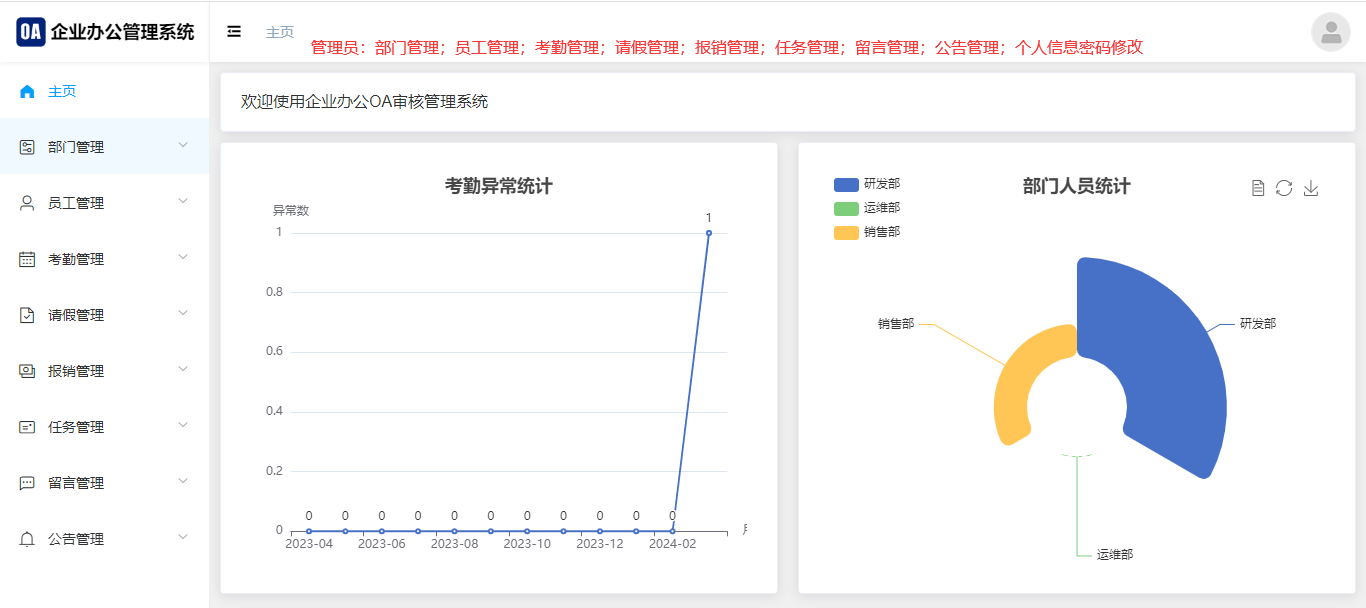 OA 企业办公管理系统
主页
管理员：部门管理；员工管理；考勤管理；请假管理；报销管理；任务管理；留言管理；公告管理；个人信息密码修改
主页
部门管理
员工管理
考勤管理
请假管理
报销管理
任务管理
留言管理
公告管理
欢迎使用企业办公OA审核管理系统
考勤异常统计
异常数
1
1
0.8
0.6
0.4
0.2
0 0 0 0 0 0 0 0 0 0 0
0
2023-04 2023-06 2023-08 2023-10 2023-12 2024-02
研发部
运维部
销售部
部门人员统计
销售部
研发部
运维部